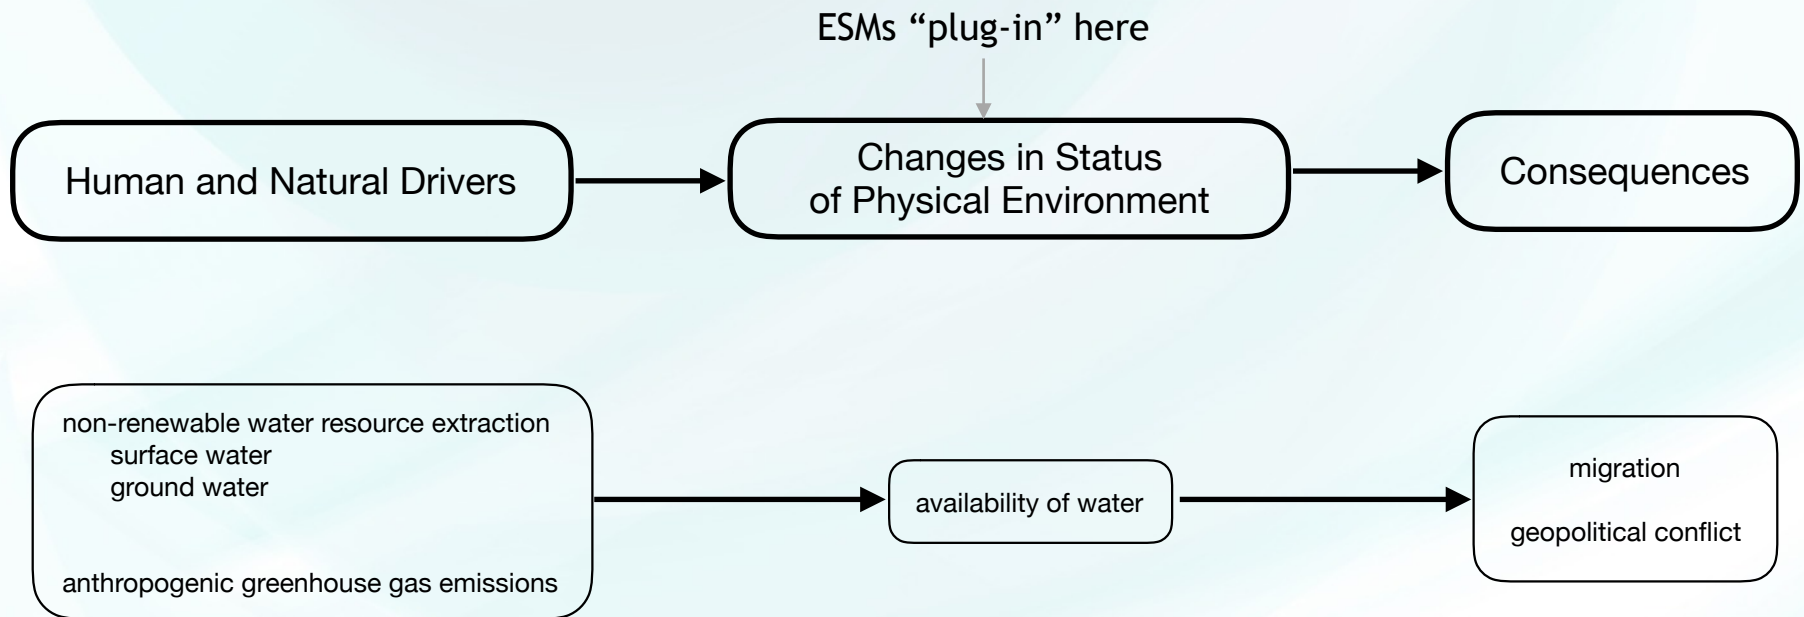 ESMs “plug-in” here
Human and Natural Drivers
Changes in Status
of Physical Environment
Consequences
non-renewable water resource extraction
surface water
ground water
anthropogenic greenhouse gas emissions
availability of water
migration
geopolitical conflict